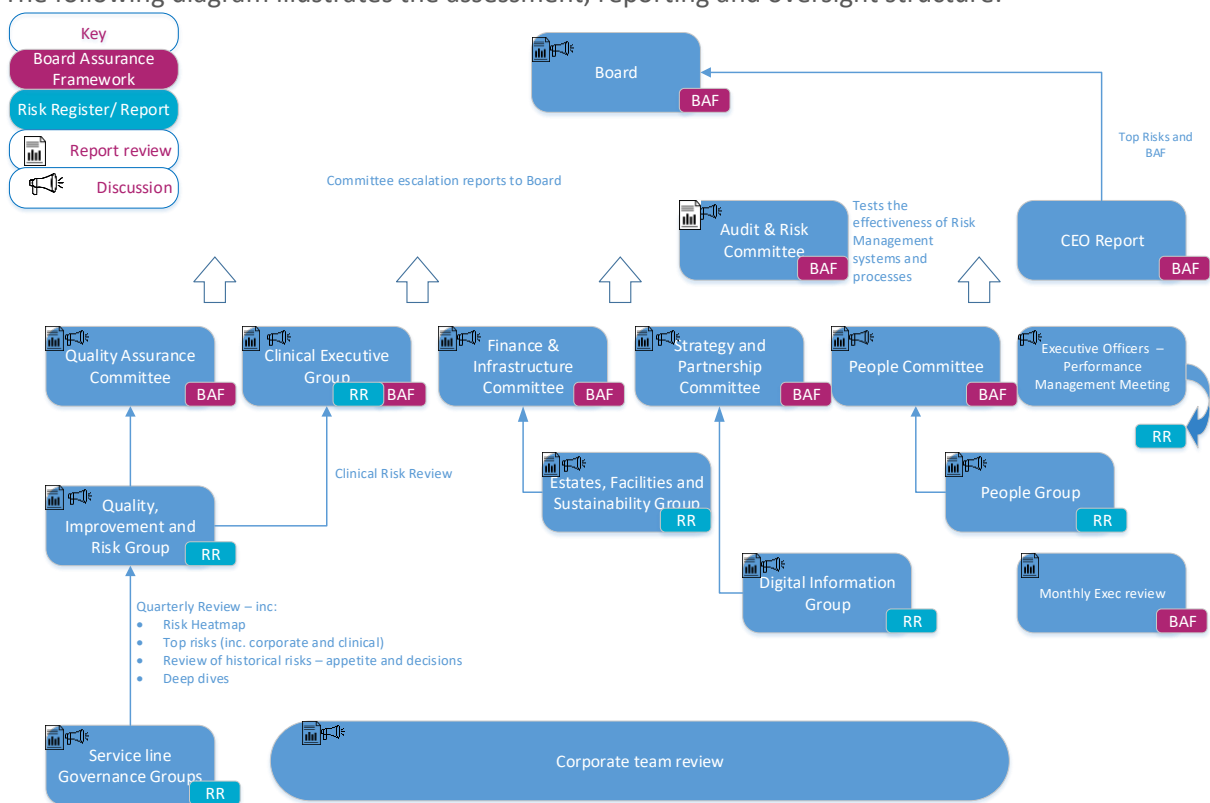 The following diagram illustrates the assessment, reporting and oversight structure:
Key
Board Assurance
Framework
Risk Register/ Report
Report review
Discussion
Board
BAF
Top Risks and
BAF
Committee escalation reports to Board
Audit & Risk
Committee
BAF
Tests the
effectiveness of Risk
Management
systems and
processes
CEO Report
BAF
Quality Assurance
Committee
BAF
Clinical Executive
Group
RR BAF
Finance &
Infrastructure
Committee
BAF
Strategy and
Partnership
Committee
BAF
People Committee
BAF
Executive Officers –
Performance
Management Meeting
RR
Clinical Risk Review
Quality,
Improvement and
Risk Group
RR
Estates, Facilities and
Sustainability Group
RR
People Group
RR
Digital Information
Group
RR
Monthly Exec review
BAF
Quarterly Review – inc:
• Risk Heatmap
• Top risks (inc. corporate and clinical)
• Review of historical risks – appetite and decisions
• Deep dives
Service line
Governance Groups
RR
Corporate team review